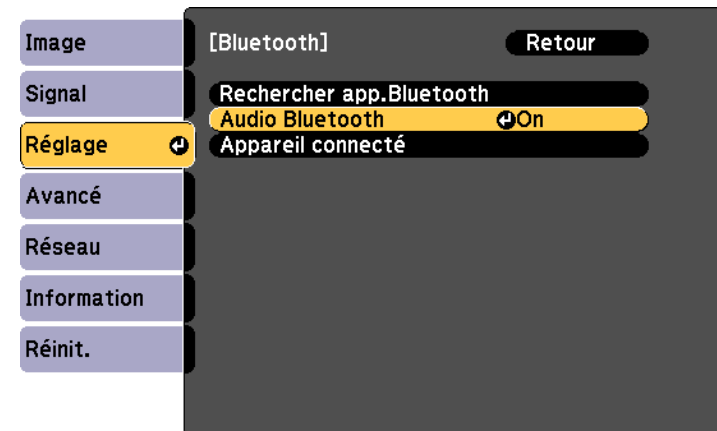 Image
Signal
Réglage
Avancé
Réseau
Information
Réinit.
[Bluetooth] Retour
Rechercher app.Bluetooth
Audio Bluetooth On
Appareil connecté